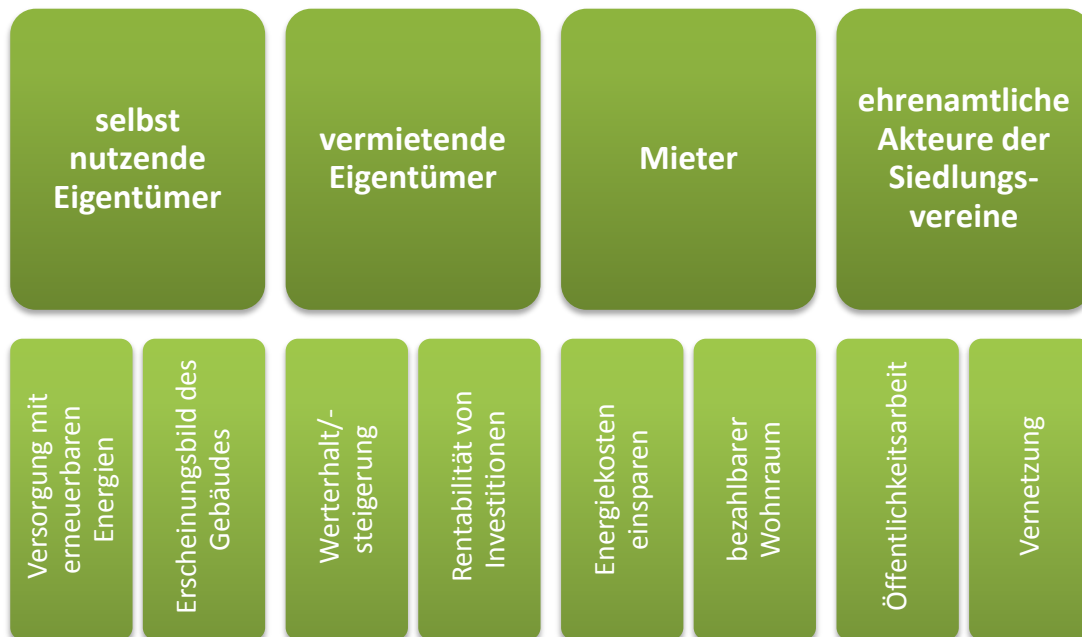 selbst
nutzende
Eigentümer
vermietende
Eigentümer
Mieter
ehrenamtliche
Akteure der
Siedlungs-
vereine
Versorgung mit
erneuerbaren
Energien
Erscheinungsbild des
Gebäudes
Werterhalt/-
steigerung
Rentabilität von
Investitionen
Energiekosten
einsparen
bezahlbarer
Wohnraum
Öffentlichkeitsarbeit
Vernetzung